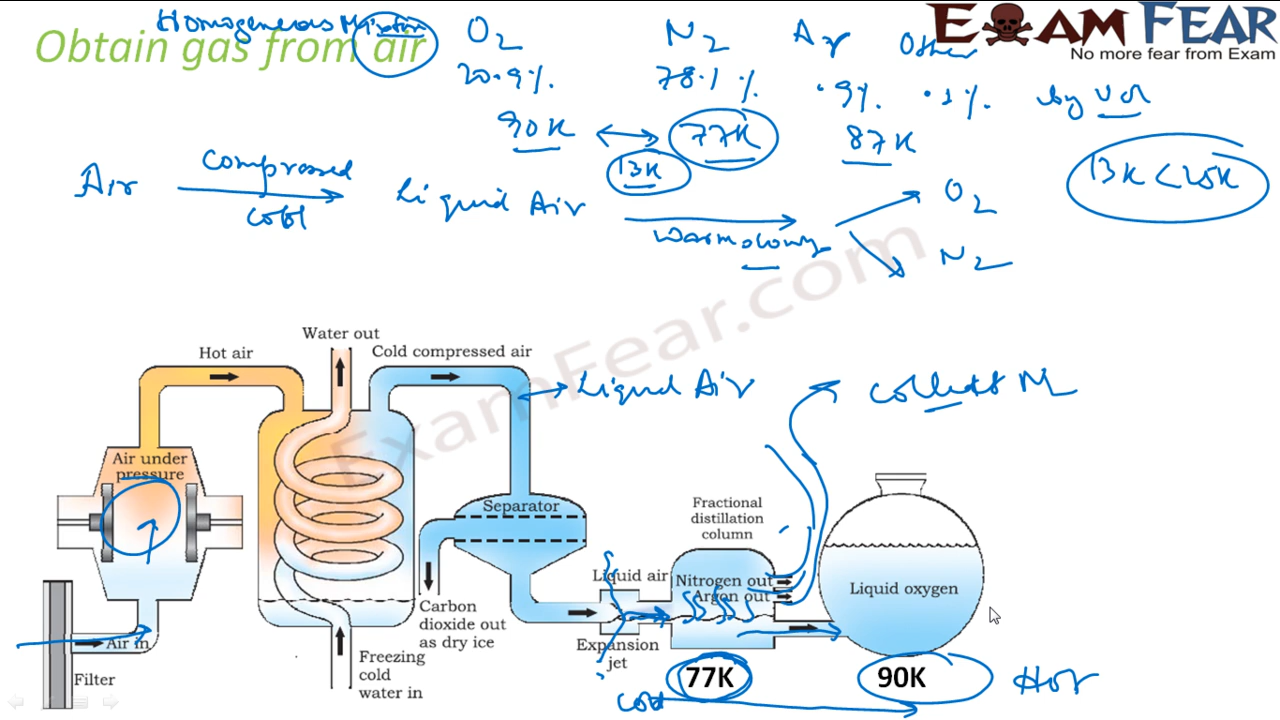 Homogeneous Mixture
Obtain gas from air
EXAM FEAR
No more fear from Exam
O2 N2 Ar Other
20.9% 78.1 % .9% .1% by vol
90K 77K 87K
13K
13K < 25K
Air compressed cold Liquid Air warm slowly O2
N2
ExamFear.com
Water out
Hot air
Cold compressed air
Liquid Air
collect N2
Air under
pressure
Separator
Fractional
distillation
column
Liquid air
Nitrogen out
Argon out
Liquid oxygen
Carbon
dioxide out
as dry ice
Expansion
jet
Air in
Filter
Freezing
cold
water in
77K
90K
Hot
cold